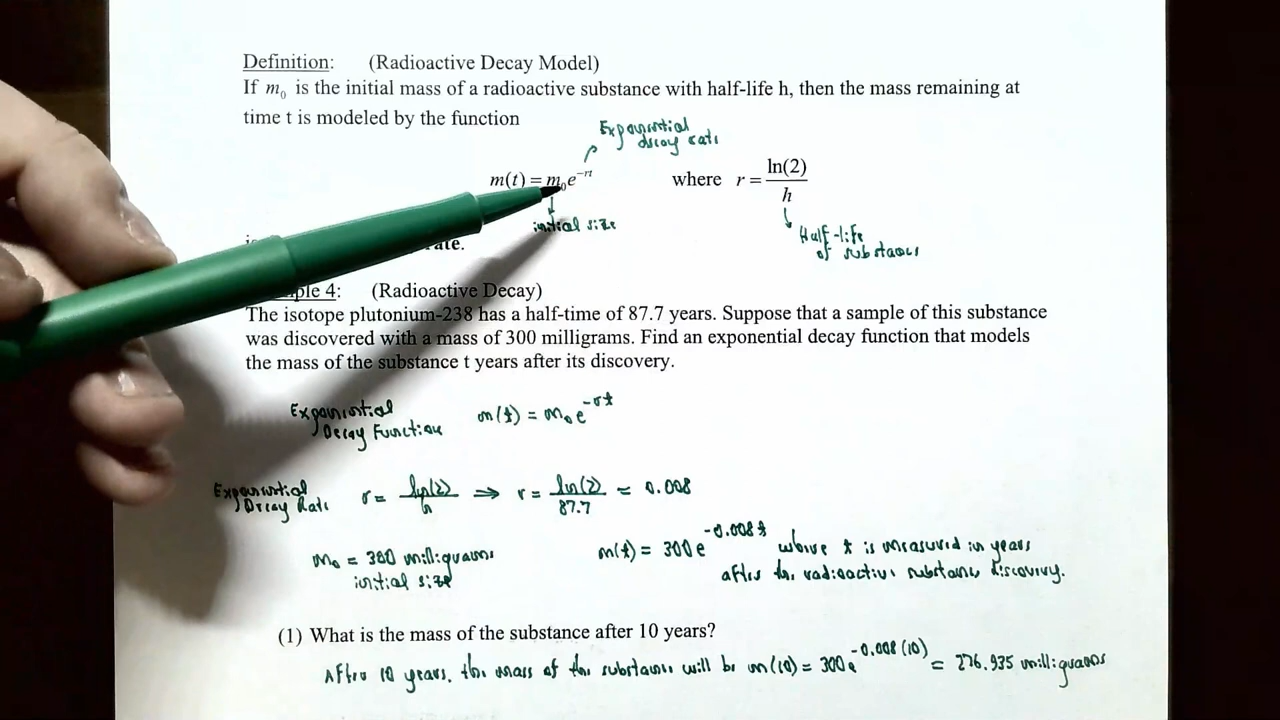 Definition: (Radioactive Decay Model)
If m₀ is the initial mass of a radioactive substance with half-life h, then the mass remaining at
time t is modeled by the function
Exponential
decay rate
m(t) = m₀e^{-rt} where r = ln(2)/h
initial size
Half-life
of substance
ate.
ple 4: (Radioactive Decay)
The isotope plutonium-238 has a half-time of 87.7 years. Suppose that a sample of this substance
was discovered with a mass of 300 milligrams. Find an exponential decay function that models
the mass of the substance t years after its discovery.
Exponential
Decay Function m(t) = m₀e^{-rt}
Exponential
Decay Rate r = ln(2)/h ⇒ r = ln(2)/87.7 = 0.008
m₀ = 300 milligrams
initial size
m(t) = 300e^{-0.008t} where t is measured in years
after the radioactive substance discovery.
(1) What is the mass of the substance after 10 years?
After 10 years, the mass of the substance will be m(10) = 300e^{-0.008(10)} = 276.935 milligrams